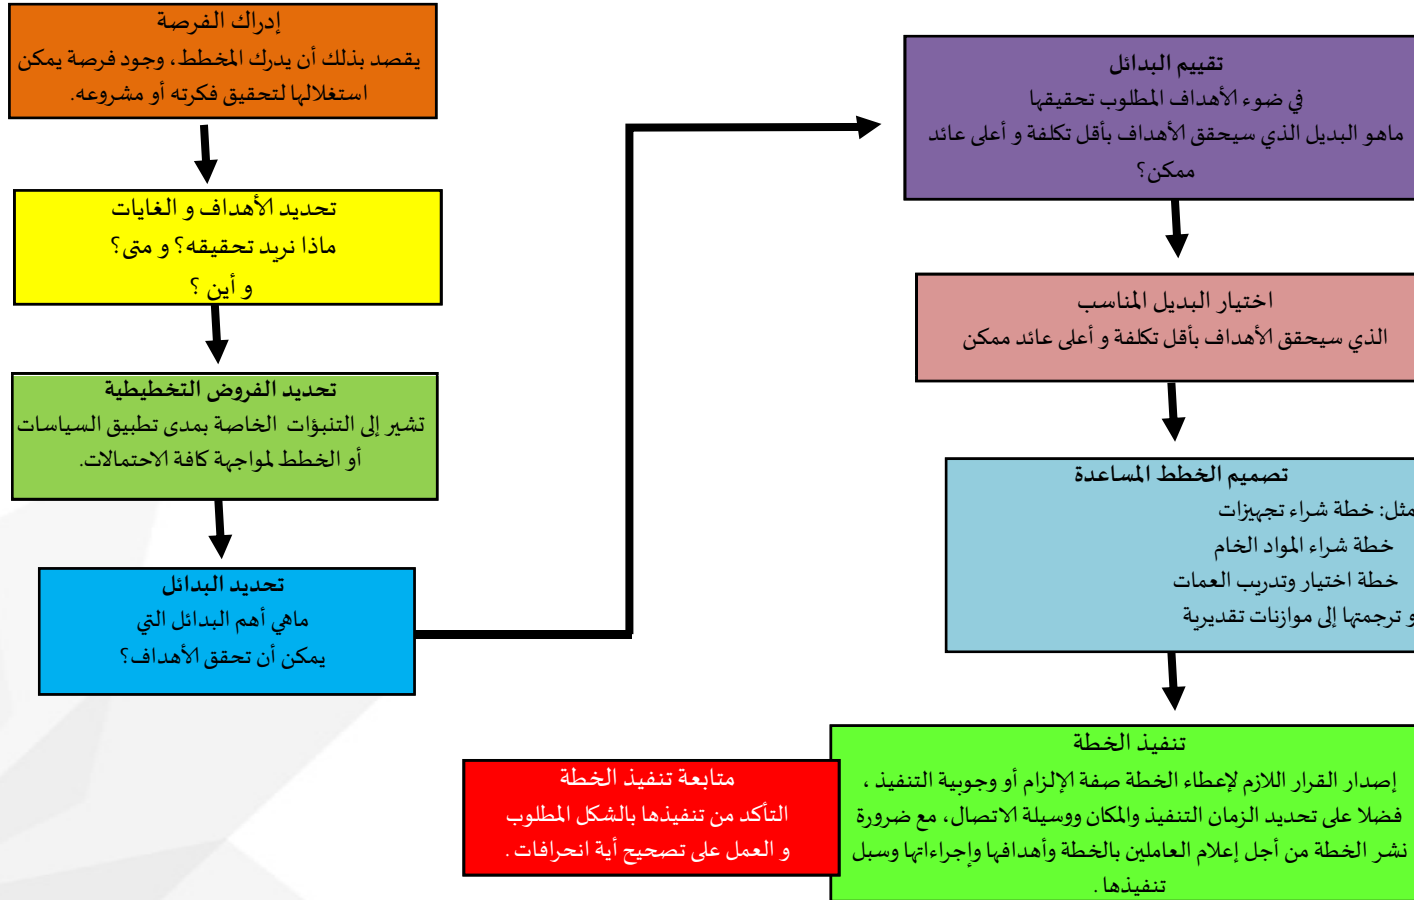 إدراك الفرصة
يقصد بذلك أن يدرك المخطط، وجود فرصة يمكن
استغلالها لتحقيق فكرته أو مشروعه.
تحديد الأهداف و الغايات
ماذا نريد تحقيقه؟ و متى؟
و أين ؟
تحديد الفروض التخطيطية
تشير إلى التنبؤات الخاصة بمدى تطبيق السياسات
أو الخطط لمواجهة كافة الاحتمالات.
تحديد البدائل
ماهي أهم البدائل التي
يمكن أن تحقق الأهداف؟
تقييم البدائل
في ضوء الأهداف المطلوب تحقيقها
ماهو البديل الذي سيحقق الأهداف بأقل تكلفة و أعلى عائد
ممكن؟
اختيار البديل المناسب
الذي سيحقق الأهداف بأقل تكلفة و أعلى عائد ممكن
تصميم الخطط المساعدة
مثل: خطة شراء تجهيزات
خطة شراء المواد الخام
خطة اختيار وتدريب العمات
و ترجمتها إلى موازنات تقديرية
تنفيذ الخطة
إصدار القرار اللازم لإعطاء الخطة صفة الإلزام أو وجوبية التنفيذ ،
فضلا على تحديد الزمان التنفيذ والمكان ووسيلة الاتصال، مع ضرورة
نشر الخطة من أجل إعلام العاملين بالخطة وأهدافها وإجراءاتها وسبل
تنفيذها .
متابعة تنفيذ الخطة
التأكد من تنفيذها بالشكل المطلوب
و العمل على تصحيح أية انحرافات .